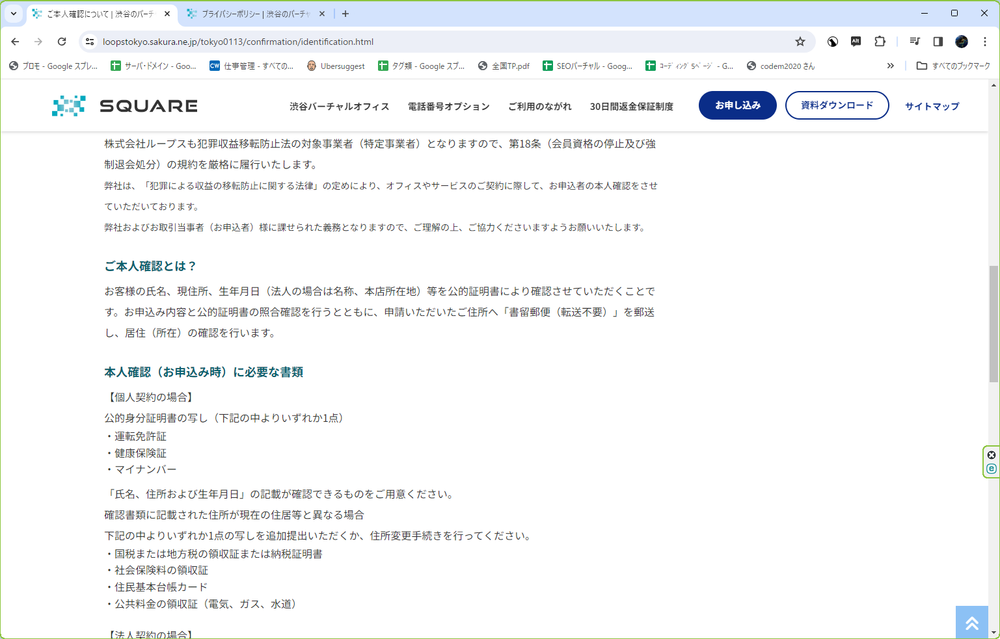 ご本人確認について | 渋谷のバーチ
プライバシーポリシー | 渋谷のバーチャ
loopstokyo.sakura.ne.jp/tokyo0113/confirmation/identification.html
Alt
プロモ - Google スプレ...
サーバ・ドメイン - Goo...
CW 仕事管理 - すべての...
Ubersuggest
タグ類 - Google スプ...
全国TP.pdf
SEOバーチャル - Goog...
ｺｰﾃﾞｨﾝｸﾞ 5ﾍﾟｰｼﾞ - G...
codem2020 さん
すべてのブックマーク
SQUARE
渋谷バーチャルオフィス
電話番号オプション
ご利用のながれ
30日間返金保証制度
お申し込み
資料ダウンロード
サイトマップ
株式会社ループスも犯罪収益移転防止法の対象事業者（特定事業者）となりますので、第18条（会員資格の停止及び強
制退会処分）の規約を厳格に履行いたします。
弊社は、「犯罪による収益の移転防止に関する法律」の定めにより、オフィスやサービスのご契約に際して、お申込者の本人確認をさせ
ていただいております。
弊社およびお取引当事者（お申込者）様に課せられた義務となりますので、ご理解の上、ご協力くださいますようお願いいたします。
ご本人確認とは？
お客様の氏名、現住所、生年月日（法人の場合は名称、本店所在地）等を公的証明書により確認させていただくことで
す。お申込み内容と公的証明書の照合確認を行うとともに、申請いただいたご住所へ「書留郵便（転送不要）」を郵送
し、居住（所在）の確認を行います。
本人確認（お申込み時）に必要な書類
【個人契約の場合】
公的身分証明書の写し（下記の中よりいずれか1点）
・運転免許証
・健康保険証
・マイナンバー
「氏名、住所および生年月日」の記載が確認できるものをご用意ください。
確認書類に記載された住所が現在の住居等と異なる場合
下記の中よりいずれか1点の写しを追加提出いただくか、住所変更手続きを行ってください。
・国税または地方税の領収証または納税証明書
・社会保険料の領収証
・住民基本台帳カード
・公共料金の領収証（電気、ガス、水道）
【法人契約の場合】